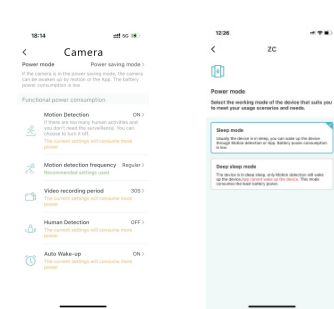 18:14
5G
Camera
Power mode
Power saving mode >
If the camera is in the power saving mode, the camera
can be weaken up by motion or the App. The battery
power consumption is low.
Functional power consumption
Motion Detection
ON >
If there are too many human activities and
you don't need the surveillance, You can
choose to turn it off.
The current settings will consume more
power
Motion detection frequency
Regular >
Recommended settings used
Video recording period
30S >
The current settings will consume more
power
Human Detection
OFF >
The current settings will consume more
power
Auto Wake-up
ON >
The current settings will consume more
power
12:26
ZC
Power mode
Select the working mode of the device that suits you
to meet your usage scenarios and needs.
Sleep mode
Usually the device is in sleep, you can wake up the device
through Motion detection or app. Battery power consumption
is low.
Deep sleep mode
The device is in deep sleep, only Motion detection will wake
up the device,App cannot wake up the device. This mode
consumes the least battery power.